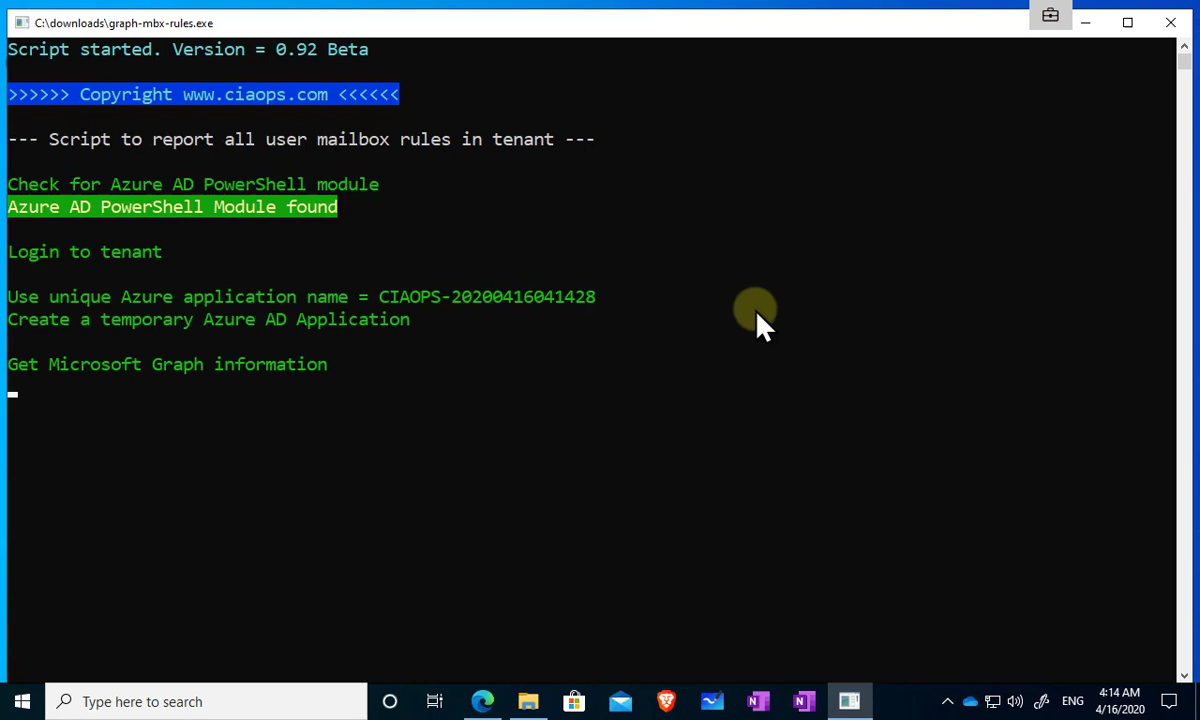 C:\downloads\graph-mbx-rules.exe
Script started. Version = 0.92 Beta
>>>>>> Copyright www.ciaops.com <<<<<<
--- Script to report all user mailbox rules in tenant ---
Check for Azure AD PowerShell module
Azure AD PowerShell Module found
Login to tenant
Use unique Azure application name = CIAOPS-20200416041428
Create a temporary Azure AD Application
Get Microsoft Graph information
Type here to search
ENG
4:14 AM
4/16/2020